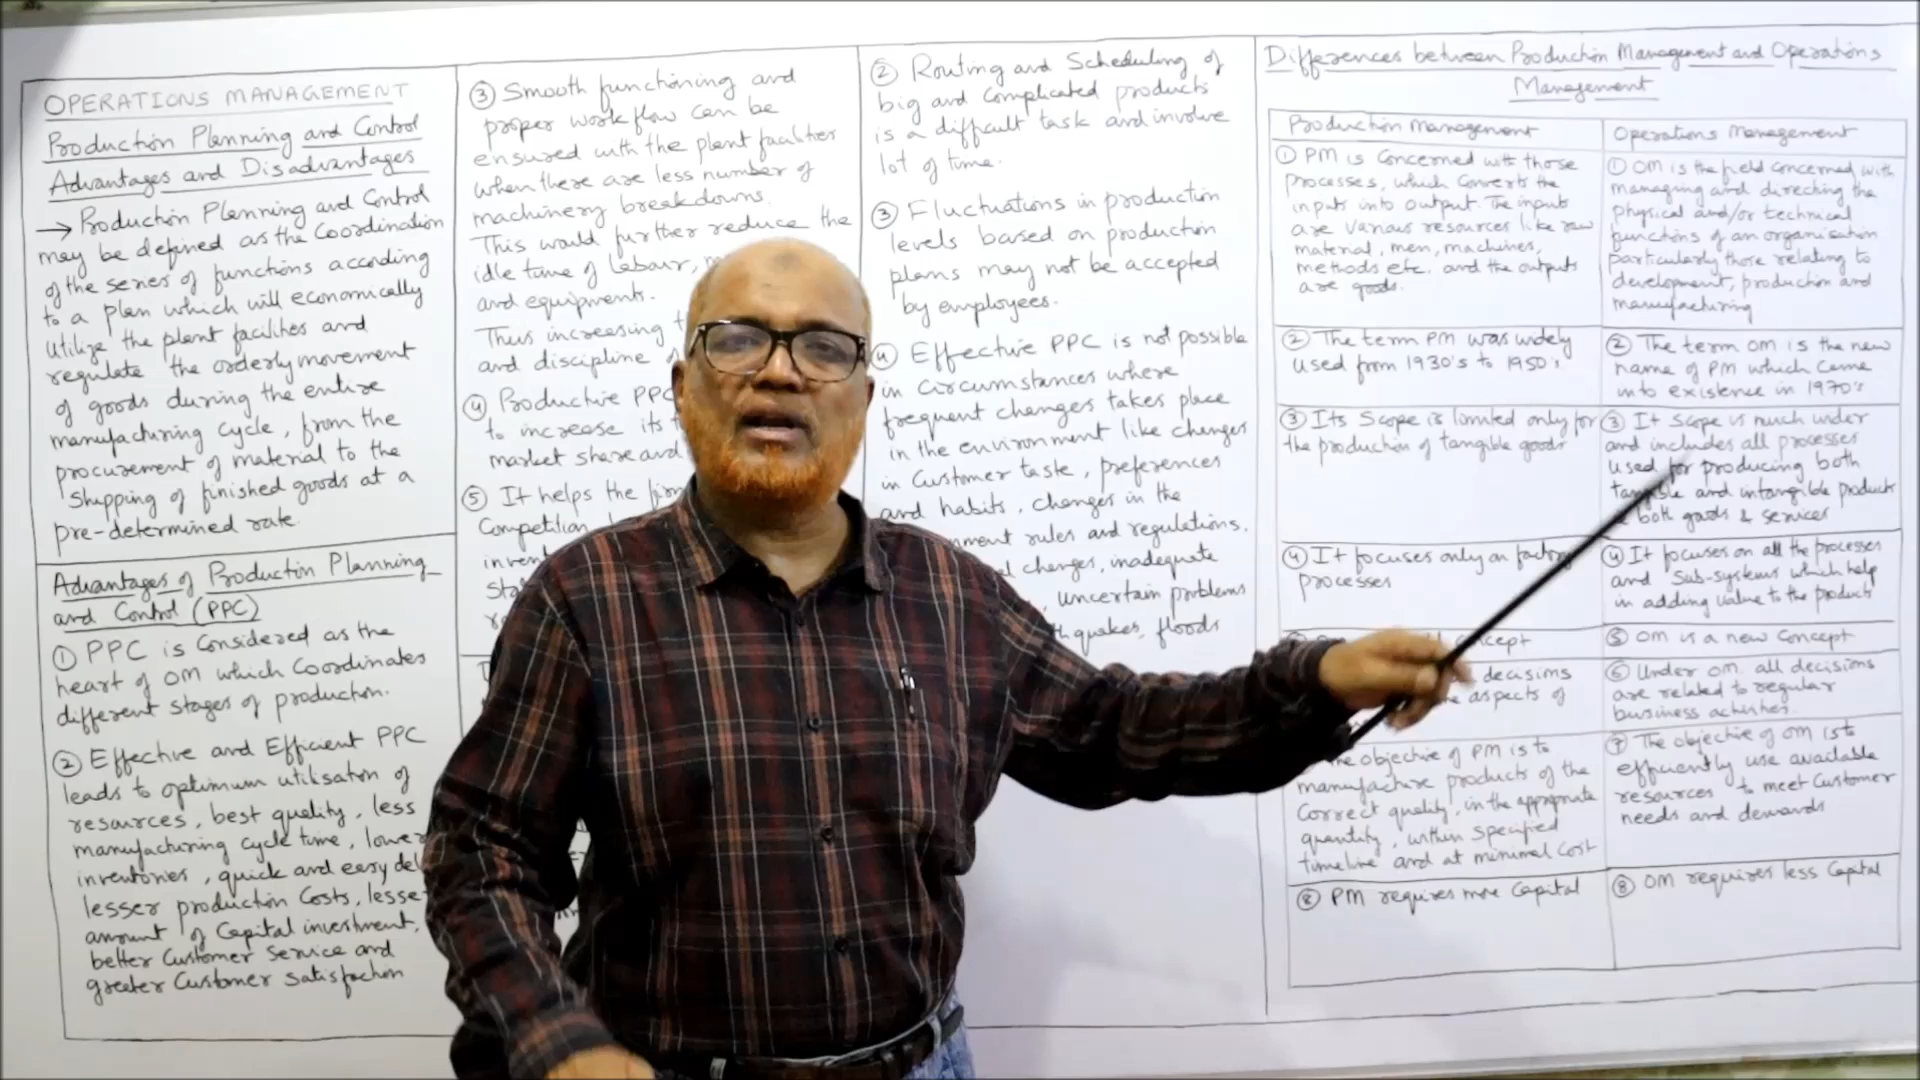 OPERATIONS MANAGEMENT
Production Planning and Control
Advantages and Disadvantages
→ Production Planning and Control
may be defined as the Coordination
of the series of functions according
to a plan which will economically
utilize the plant facilities and
regulate the orderly movement
of goods during the entire
manufacturing cycle, from the
procurement of material to the
Shipping of finished goods at a
pre-determined rate.
Advantages of Production Planning
and Control (PPC)
① PPC is Considered as the
heart of OM which Coordinates
different stages of production.
② Effective and Efficient PPC
leads to optimum utilisation of
resources, best quality, less
manufacturing cycle time, lower
inventories, quick and easy del
lesser production Costs, lesse
amount of Capital investment,
better Customer Service and
greater Customer Satisfaction
③ Smooth functioning and
proper work flow can be
ensured with the plant facilities
when there are less number of
machinery breakdowns.
This would further reduce the
idle time of Labour,
and equipments.
Thus increasing
and discipline
④ Productive PPC
to increase its
market share and
⑤ It helps the firm
Competition
② Routing and Scheduling of
big and Complicated products
is a difficult task and involve
lot of time.
③ Fluctuations in production
levels based on production
plans may not be accepted
by employees.
④ Effective PPC is not possible
in Circumstances where
frequent changes takes place
in the environment like changes
in Customer taste, preferences
and habits, changes in the
nment rules and regulations,
changes, inadequate
, uncertain problems
quakes, floods
Differences between Production Management and Operations
Management
Production Management
① PM is Concerned with those
processes, which Converts the
inputs into output. The inputs
are Various resources like raw
material, men, machines,
methods etc. and the outputs
are goods.
② The term PM was widely
used from 1930's to 1950's
③ Its Scope is limited only for
the production of tangible goods
④ It focuses only on factory
processes
concept
decisions
aspects of
objective of PM is to
manufacture products of the
Correct quality, in the appropriate
quantity, within Specified
timeline and at minimal Cost
⑧ PM requires more Capital
Operations Management
① OM is the field concerned with
managing and directing the
physical and/or technical
functions of an organisation
particularly those relating to
development, production and
manufacturing
② The term OM is the new
name of PM which Came
into existence in 1970's
③ It Scope is much wider
and includes all processes
used for producing both
tangible and intangible products
both goods & services
④ It focuses on all the processes
and sub-systems which help
in adding value to the products
⑤ OM is a new Concept
⑥ Under OM. all decisions
are related to regular
business activities.
⑦ The objective of OM is to
efficiently use available
resources to meet Customer
needs and demands
⑧ OM requires less Capital